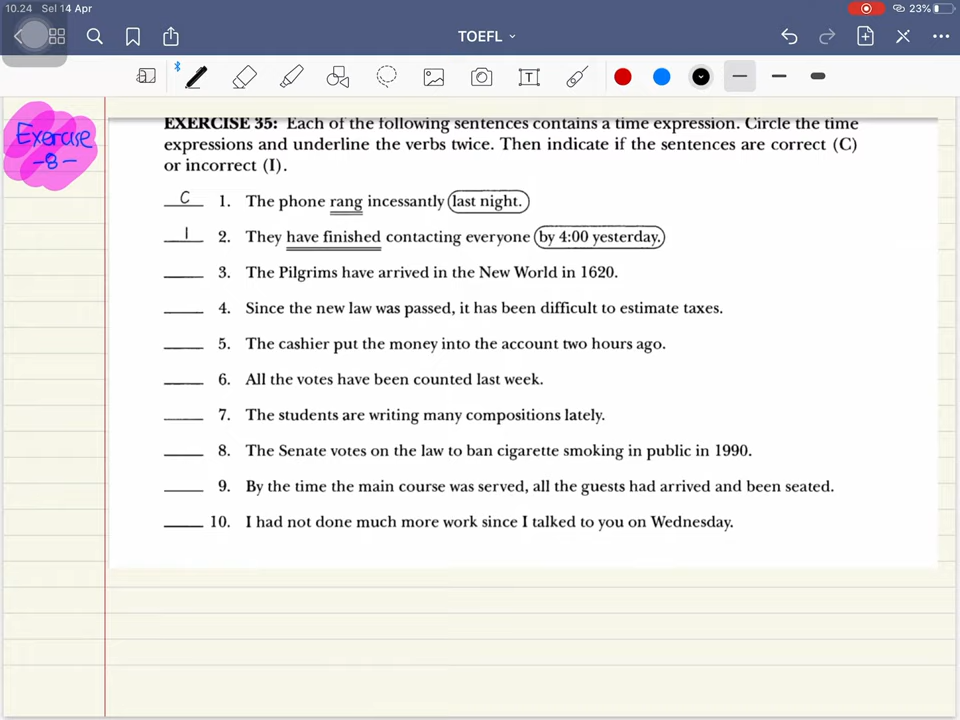 10.24 Sel 14 Apr
23%
TOEFL
T
Exercise
-8-
EXERCISE 35: Each of the following sentences contains a time expression. Circle the time
expressions and underline the verbs twice. Then indicate if the sentences are correct (C)
or incorrect (I).
C 1. The phone rang incessantly last night.
I 2. They have finished contacting everyone by 4:00 yesterday.
3. The Pilgrims have arrived in the New World in 1620.
4. Since the new law was passed, it has been difficult to estimate taxes.
5. The cashier put the money into the account two hours ago.
6. All the votes have been counted last week.
7. The students are writing many compositions lately.
8. The Senate votes on the law to ban cigarette smoking in public in 1990.
9. By the time the main course was served, all the guests had arrived and been seated.
10. I had not done much more work since I talked to you on Wednesday.